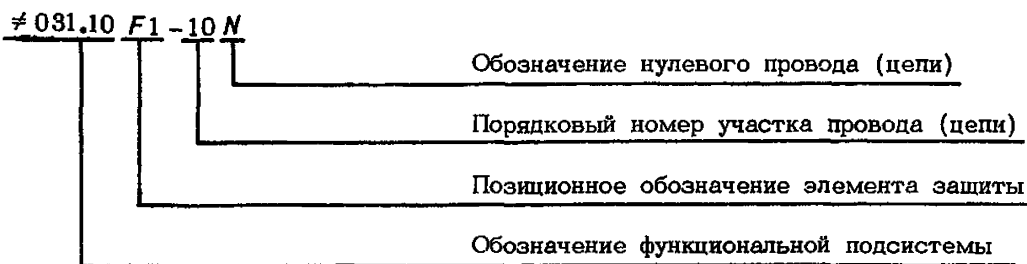 ≠031.10 F1-10N
Обозначение нулевого провода (цепи)
Порядковый номер участка провода (цепи)
Позиционное обозначение элемента защиты
Обозначение функциональной подсистемы